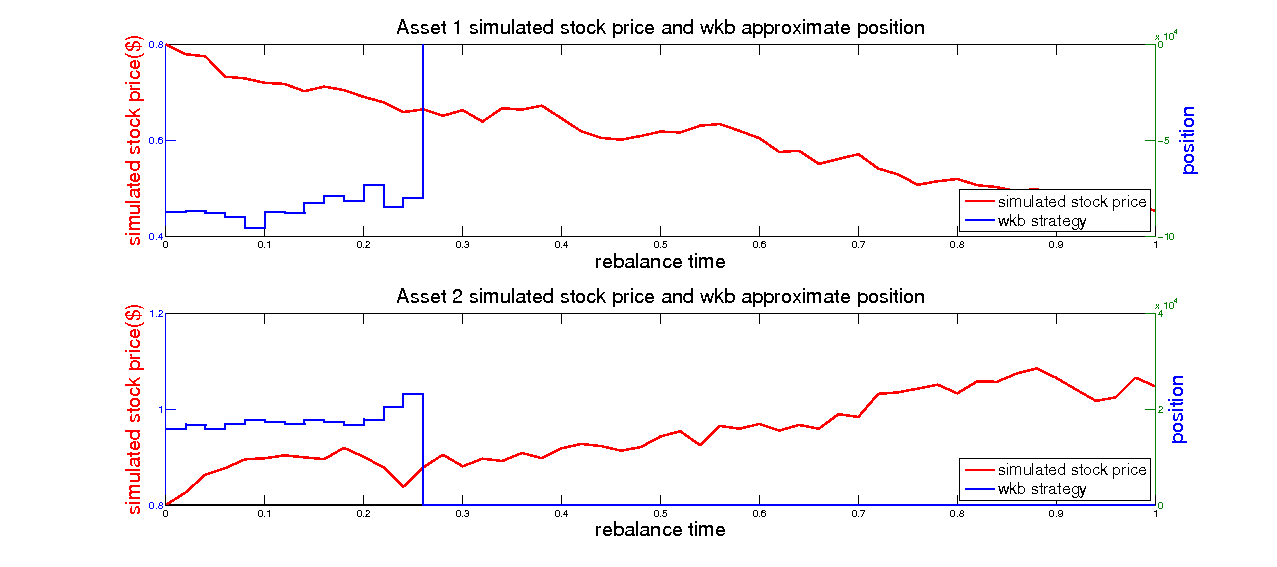 Asset 1 simulated stock price and wkb approximate position
simulated stock price($)
0.8
0.6
0.4
x 10^4
0
-5
-10
position
simulated stock price
wkb strategy
0 0.1 0.2 0.3 0.4 0.5 0.6 0.7 0.8 0.9 1
rebalance time
Asset 2 simulated stock price and wkb approximate position
simulated stock price($)
1.2
1
0.8
x 10^4
4
2
0
position
simulated stock price
wkb strategy
0 0.1 0.2 0.3 0.4 0.5 0.6 0.7 0.8 0.9 1
rebalance time